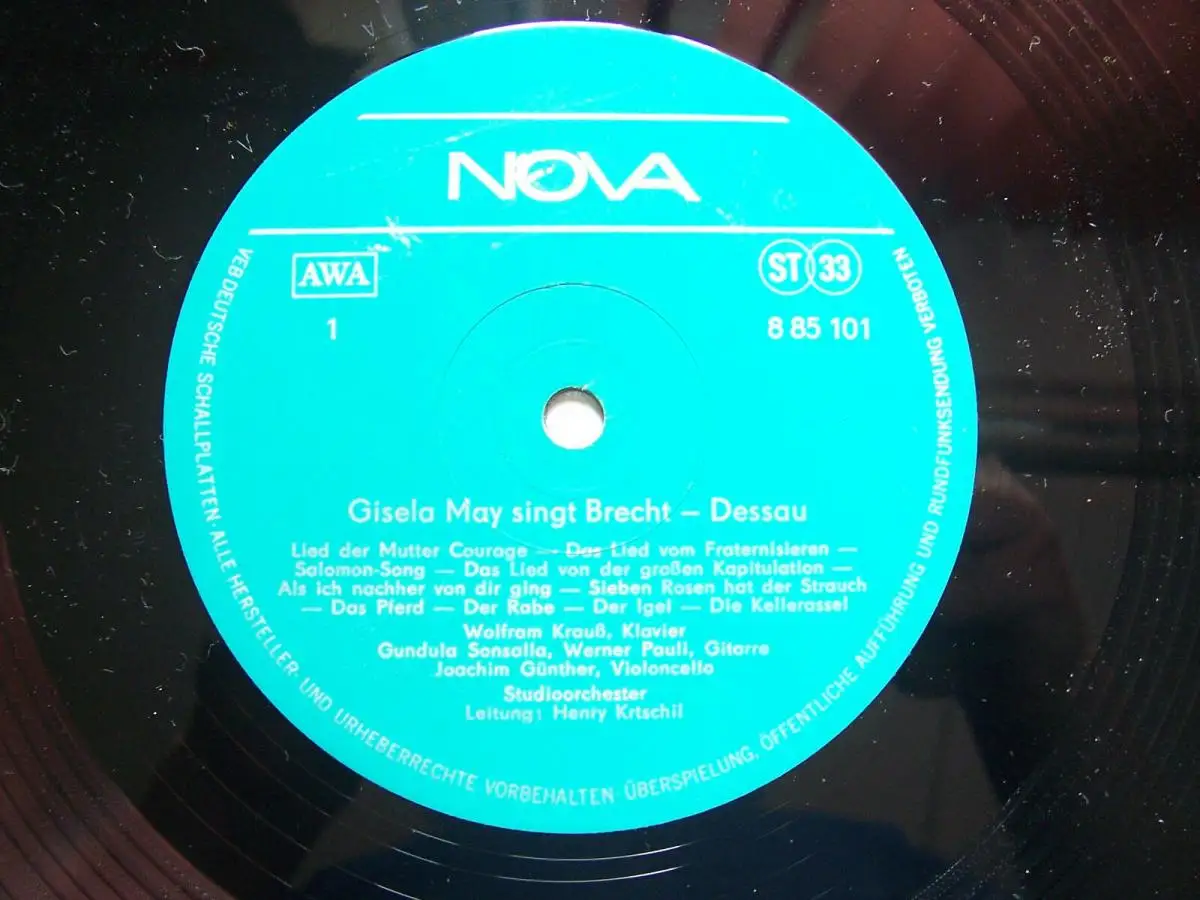 NOVA
AWA
ST 33
1
8 85 101
Gisela May singt Brecht – Dessau
Lied der Mutter Courage — Das Lied vom Fraternisieren —
Salomon-Song — Das Lied von der großen Kapitulation —
Als ich nachher von dir ging — Sieben Rosen hat der Strauch
— Das Pferd — Der Rabe — Der Igel — Die Kellerassel
Wolfram Krauß, Klavier
Gundula Sonsalla, Werner Pauli, Gitarre
Joachim Günther, Violoncello
Studioorchester
Leitung: Henry Krtschil
VEB DEUTSCHE SCHALLPLATTEN · ALLE HERSTELLER- UND URHEBERRECHTE VORBEHALTEN · ÜBERSPIELUNG, ÖFFENTLICHE AUFFÜHRUNG UND RUNDFUNKSENDUNG VERBOTEN